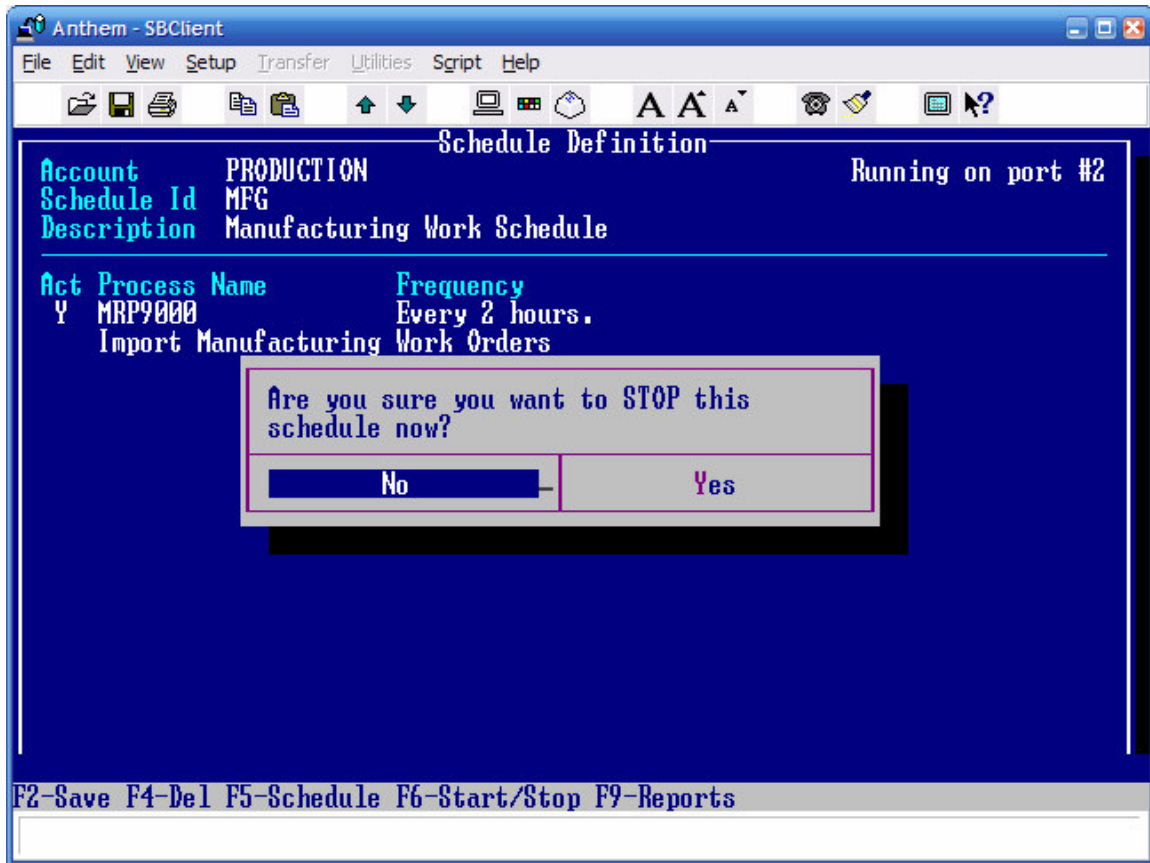 Anthem - SBClient
File Edit View Setup Transfer Utilities Script Help
A A A ?
Schedule Definition
Account PRODUCTION Running on port #2
Schedule Id MFG
Description Manufacturing Work Schedule
Act Process Name Frequency
Y MRP9000 Every 2 hours.
Import Manufacturing Work Orders
Are you sure you want to STOP this
schedule now?
No Yes
F2-Save F4-Del F5-Schedule F6-Start/Stop F9-Reports